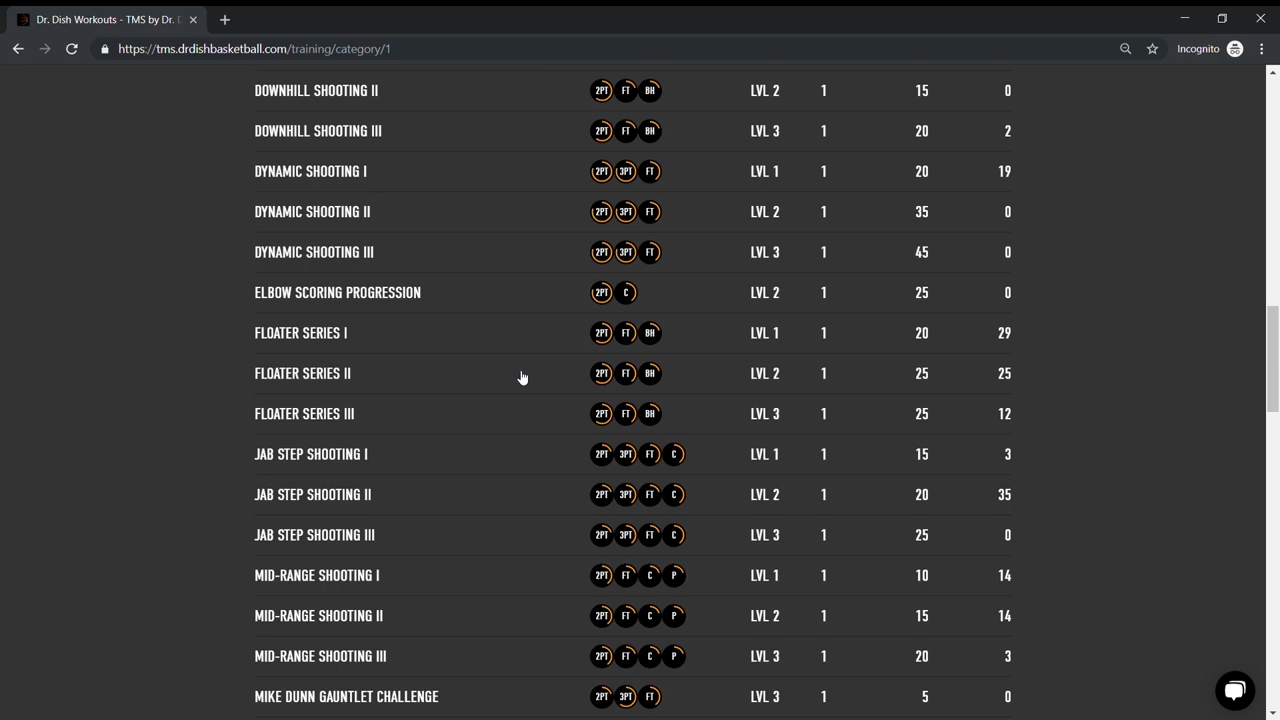 Dr. Dish Workouts - TMS by Dr. D
https://tms.drdishbasketball.com/training/category/1
Incognito
DOWNHILL SHOOTING II 2PT FT BH LVL 2 1 15 0
DOWNHILL SHOOTING III 2PT FT BH LVL 3 1 20 2
DYNAMIC SHOOTING I 2PT 3PT FT LVL 1 1 20 19
DYNAMIC SHOOTING II 2PT 3PT FT LVL 2 1 35 0
DYNAMIC SHOOTING III 2PT 3PT FT LVL 3 1 45 0
ELBOW SCORING PROGRESSION 2PT C LVL 2 1 25 0
FLOATER SERIES I 2PT FT BH LVL 1 1 20 29
FLOATER SERIES II 2PT FT BH LVL 2 1 25 25
FLOATER SERIES III 2PT FT BH LVL 3 1 25 12
JAB STEP SHOOTING I 2PT 3PT FT C LVL 1 1 15 3
JAB STEP SHOOTING II 2PT 3PT FT C LVL 2 1 20 35
JAB STEP SHOOTING III 2PT 3PT FT C LVL 3 1 25 0
MID-RANGE SHOOTING I 2PT FT C P LVL 1 1 10 14
MID-RANGE SHOOTING II 2PT FT C P LVL 2 1 15 14
MID-RANGE SHOOTING III 2PT FT C P LVL 3 1 20 3
MIKE DUNN GAUNTLET CHALLENGE 2PT 3PT FT LVL 3 1 5 0